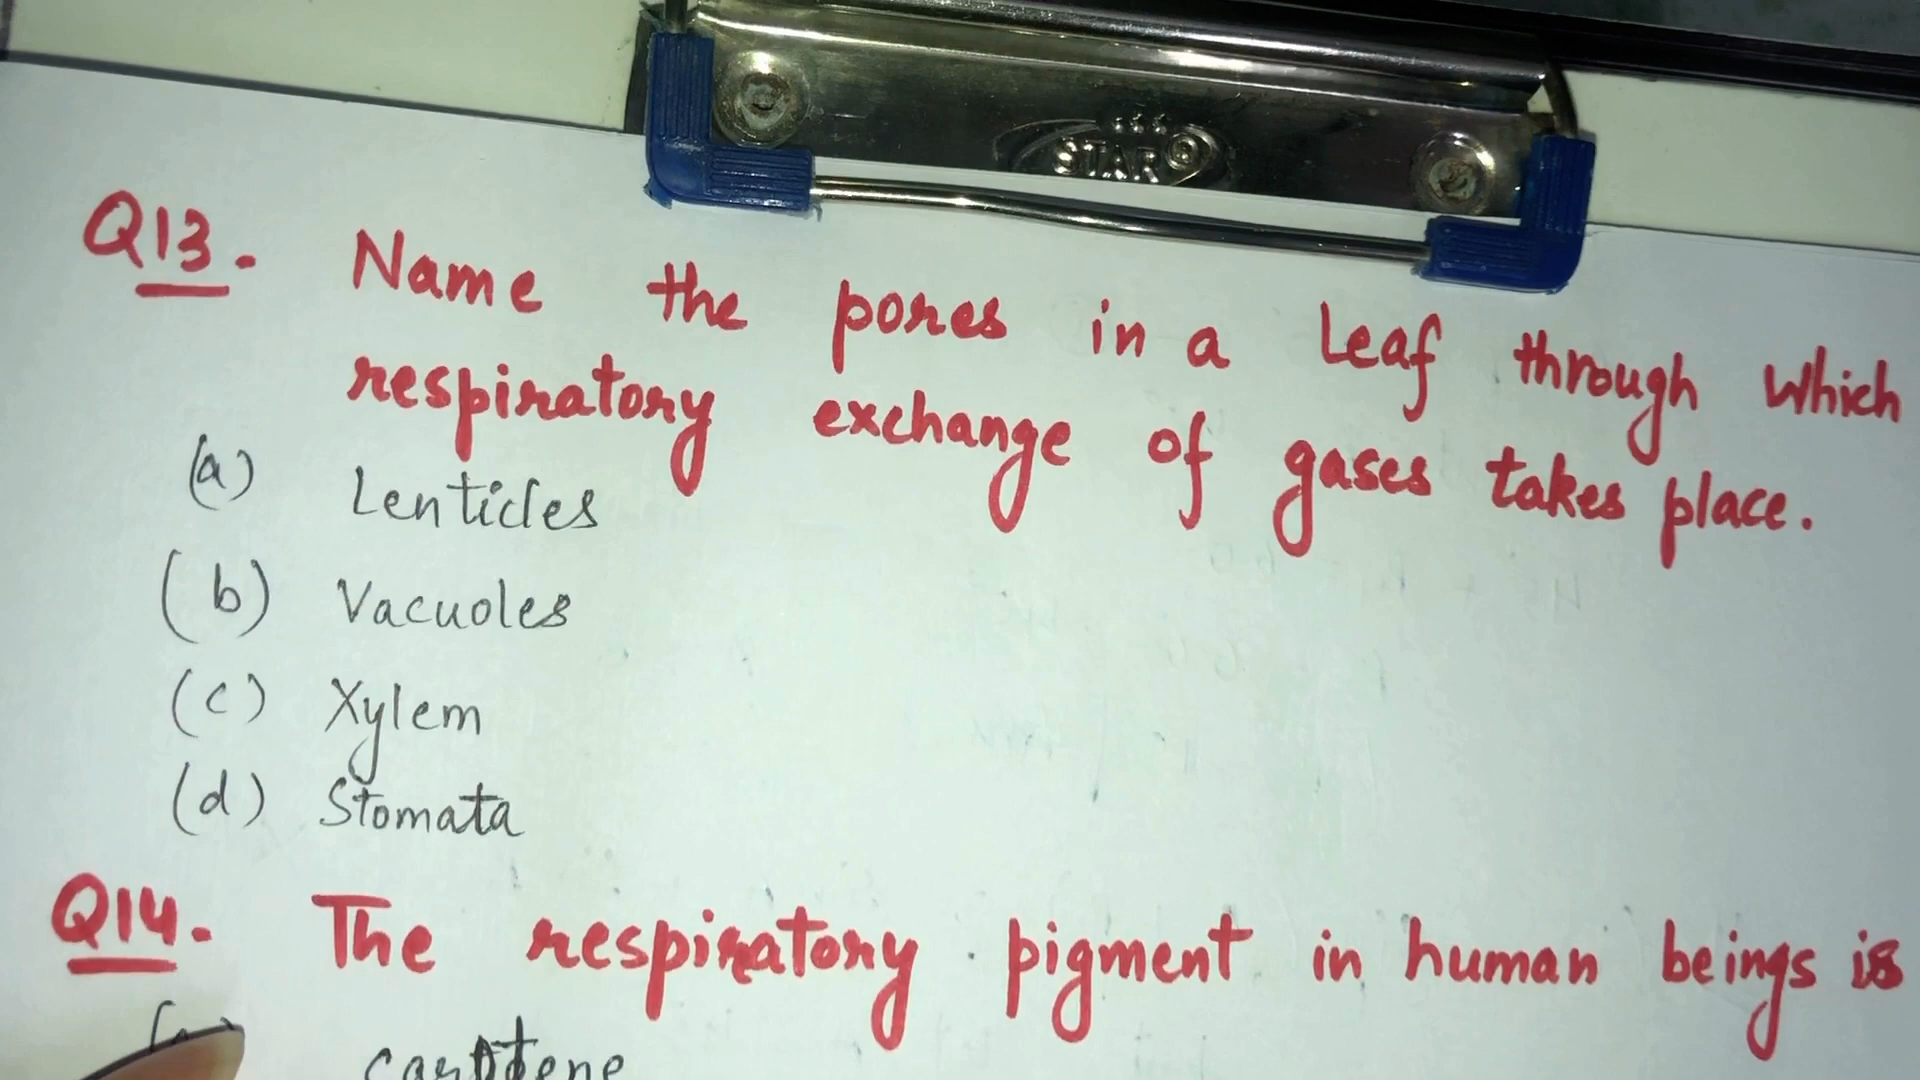 STAR
Q13. Name the pores in a leaf through which
respiratory exchange of gases takes place.
(a) Lenticles
(b) Vacuoles
(c) Xylem
(d) Stomata
Q14. The respiratory pigment in human beings is
carotene